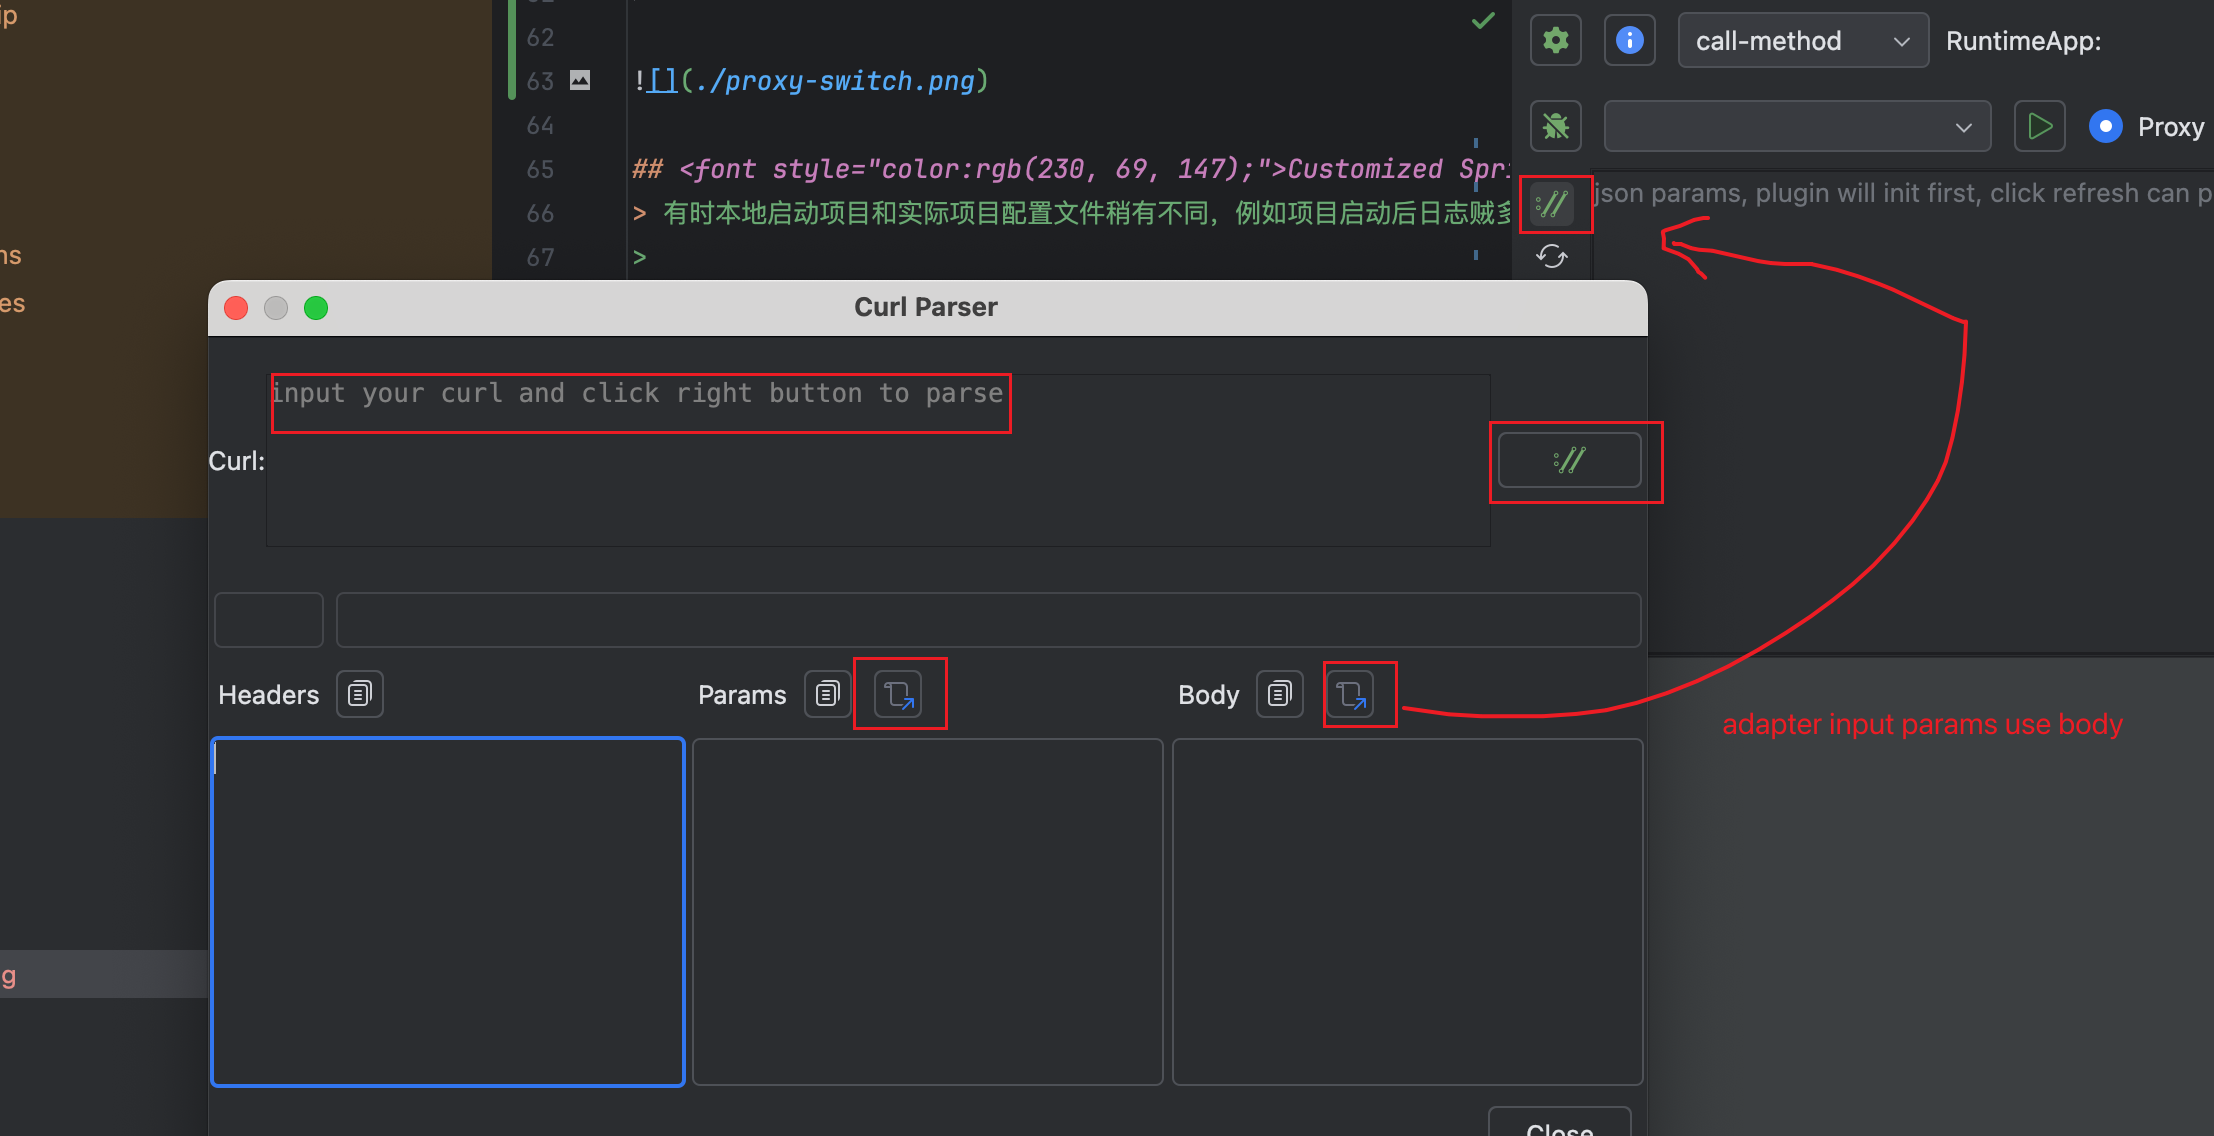 ip
62
call-method
RuntimeApp:
63 ![](./proxy-switch.png)
64
Proxy
65 ## <font style="color:rgb(230, 69, 147);">Customized Spri
json params, plugin will init first, click refresh can p
66 > 有时本地启动项目和实际项目配置文件稍有不同，例如项目启动后日志贼多
ns
67 >
es
Curl Parser
input your curl and click right button to parse
Curl:
Headers
Params
Body
adapter input params use body
g
Close